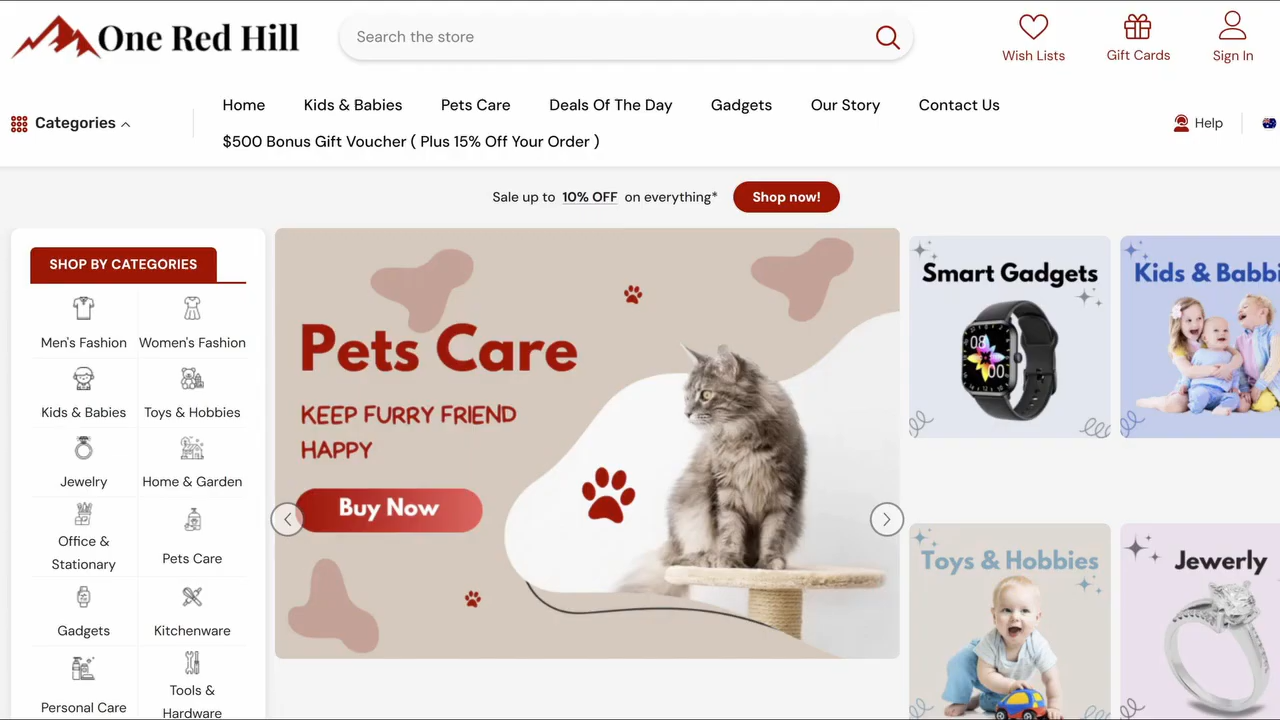 One Red Hill
Search the store
Wish Lists
Gift Cards
Sign In
Categories
Home
Kids & Babies
Pets Care
Deals Of The Day
Gadgets
Our Story
Contact Us
$500 Bonus Gift Voucher ( Plus 15% Off Your Order )
Help
Sale up to 10% OFF on everything*
Shop now!
SHOP BY CATEGORIES
Men's Fashion
Women's Fashion
Kids & Babies
Toys & Hobbies
Jewelry
Home & Garden
Office &
Stationary
Pets Care
Gadgets
Kitchenware
Personal Care
Tools &
Hardware
Pets Care
KEEP FURRY FRIEND
HAPPY
Buy Now
Smart Gadgets
08
Kids & Babbi
Toys & Hobbies
Jewerly